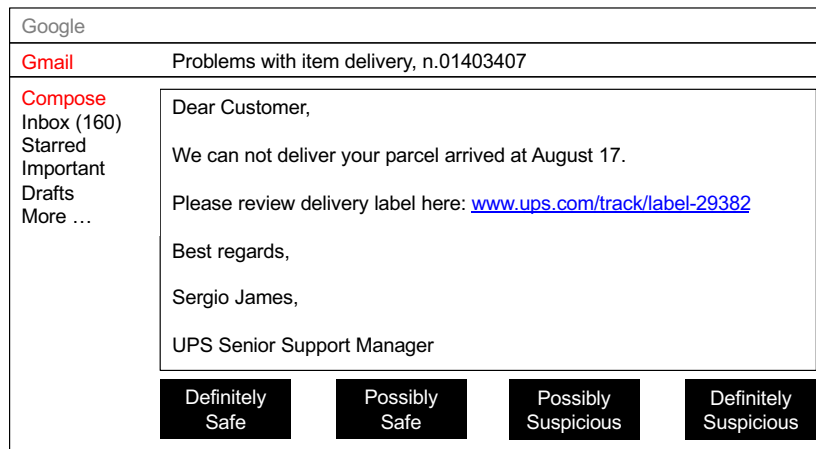 Google
Gmail
Problems with item delivery, n.01403407
Compose
Inbox (160)
Starred
Important
Drafts
More …
Dear Customer,
We can not deliver your parcel arrived at August 17.
Please review delivery label here: www.ups.com/track/label-29382
Best regards,
Sergio James,
UPS Senior Support Manager
Definitely
Safe
Possibly
Safe
Possibly
Suspicious
Definitely
Suspicious